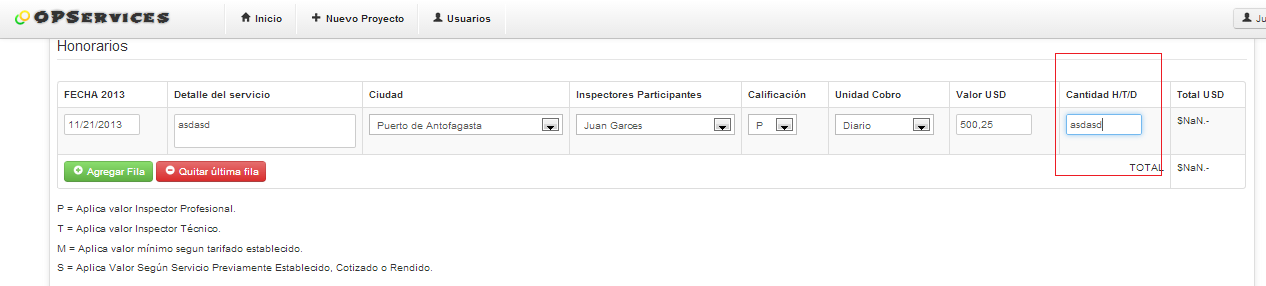 OPSERVICES Inicio Nuevo Proyecto Usuarios Ju
Honorarios
FECHA 2013 Detalle del servicio Ciudad Inspectores Participantes Calificación Unidad Cobro Valor USD Cantidad H/T/D Total USD
11/21/2013 asdasd Puerto de Antofagasta Juan Garces P Diario 500,25 asdasd $NaN.-
Agregar Fila Quitar última fila TOTAL $NaN.-
P = Aplica valor Inspector Profesional.
T = Aplica valor Inspector Técnico.
M = Aplica valor mínimo segun tarifado establecido.
S = Aplica Valor Según Servicio Previamente Establecido, Cotizado o Rendido.